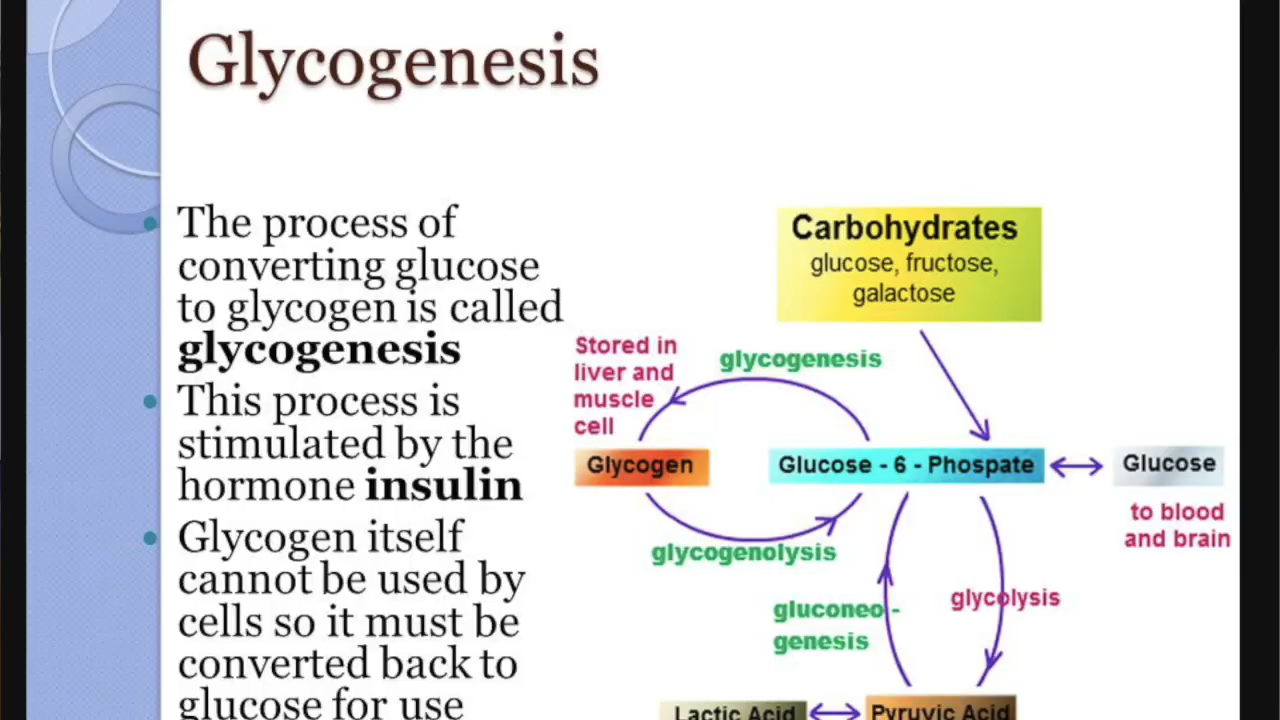 Glycogenesis
The process of
converting glucose
to glycogen is called
glycogenesis
This process is
stimulated by the
hormone insulin
Glycogen itself
cannot be used by
cells so it must be
converted back to
glucose for use
Carbohydrates
glucose, fructose,
galactose
Stored in
liver and
muscle
cell
glycogenesis
Glycogen
Glucose - 6 - Phospate
Glucose
to blood
and brain
glycogenolysis
gluconeo -
genesis
glycolysis
Lactic Acid
Pyruvic Acid